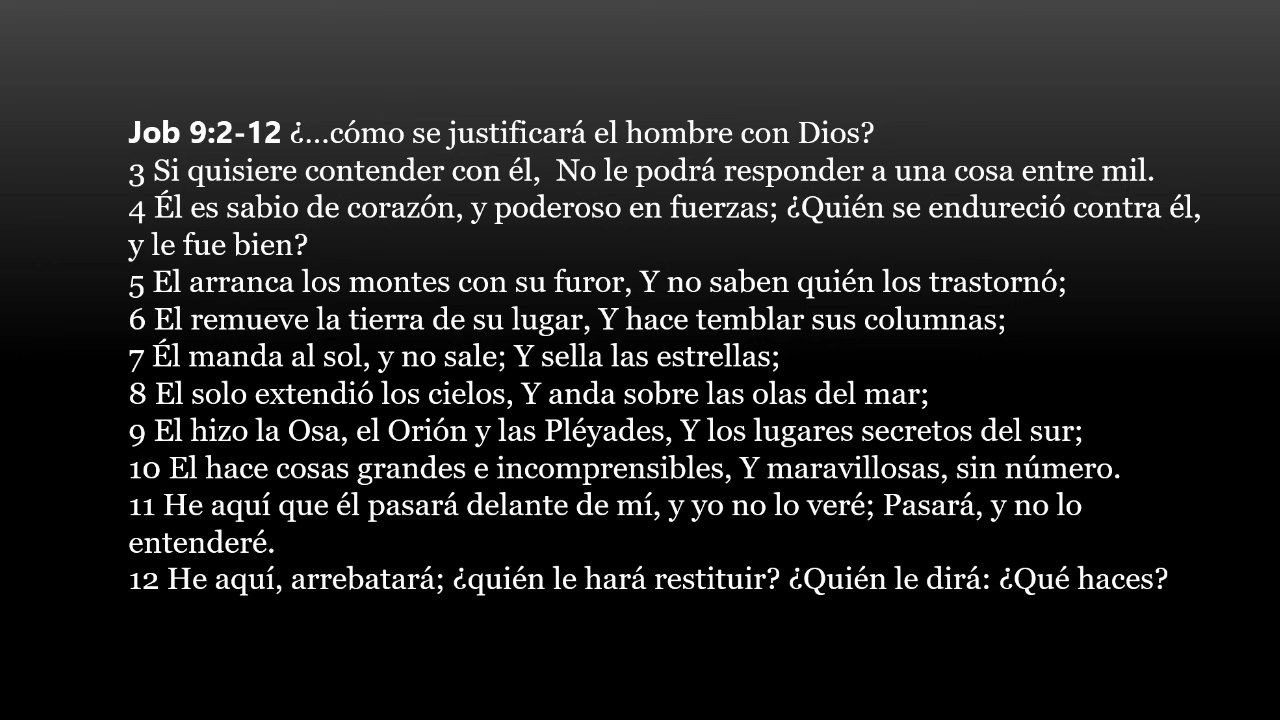 Job 9:2-12 ¿...cómo se justificará el hombre con Dios?
3 Si quisiere contender con él,  No le podrá responder a una cosa entre mil.
4 Él es sabio de corazón, y poderoso en fuerzas; ¿Quién se endureció contra él,
y le fue bien?
5 El arranca los montes con su furor, Y no saben quién los trastornó;
6 El remueve la tierra de su lugar, Y hace temblar sus columnas;
7 Él manda al sol, y no sale; Y sella las estrellas;
8 El solo extendió los cielos, Y anda sobre las olas del mar;
9 El hizo la Osa, el Orión y las Pléyades, Y los lugares secretos del sur;
10 El hace cosas grandes e incomprensibles, Y maravillosas, sin número.
11 He aquí que él pasará delante de mí, y yo no lo veré; Pasará, y no lo
entenderé.
12 He aquí, arrebatará; ¿quién le hará restituir? ¿Quién le dirá: ¿Qué haces?